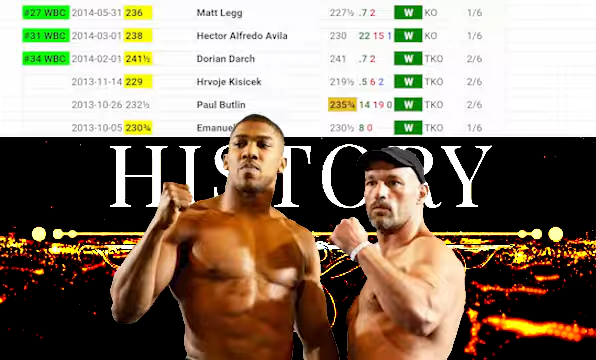 #27 WBC 2014-05-31 236 Matt Legg 227½ .7 2 W KO 1/6
#31 WBC 2014-03-01 238 Hector Alfredo Avila 230 22 15 1 W KO 1/6
#34 WBC 2014-02-01 241½ Dorian Darch 241 .7 2 W TKO 2/6
2013-11-14 229 Hrvoje Kisicek 219½ .5 6 2 W TKO 2/6
2013-10-26 232½ Paul Butlin 235¾ 14 19 0 W TKO 2/6
2013-10-05 230¾ Emanuel 230½ 8 0 W TKO 1/6
HISTORY